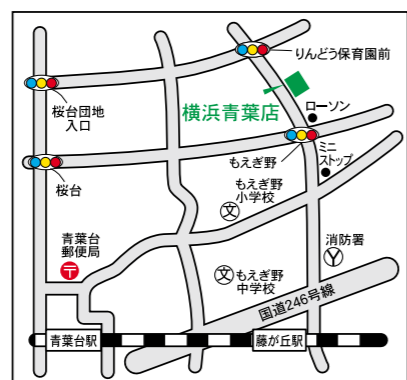 りんどう保育園前
桜台団地
入口
横浜青葉店
ローソン
もえぎ野
ミニ
ストップ
桜台
もえぎ野
小学校
文
青葉台
郵便局
〒
消防署
文
もえぎ野
中学校
Y
国道246号線
青葉台駅
藤が丘駅